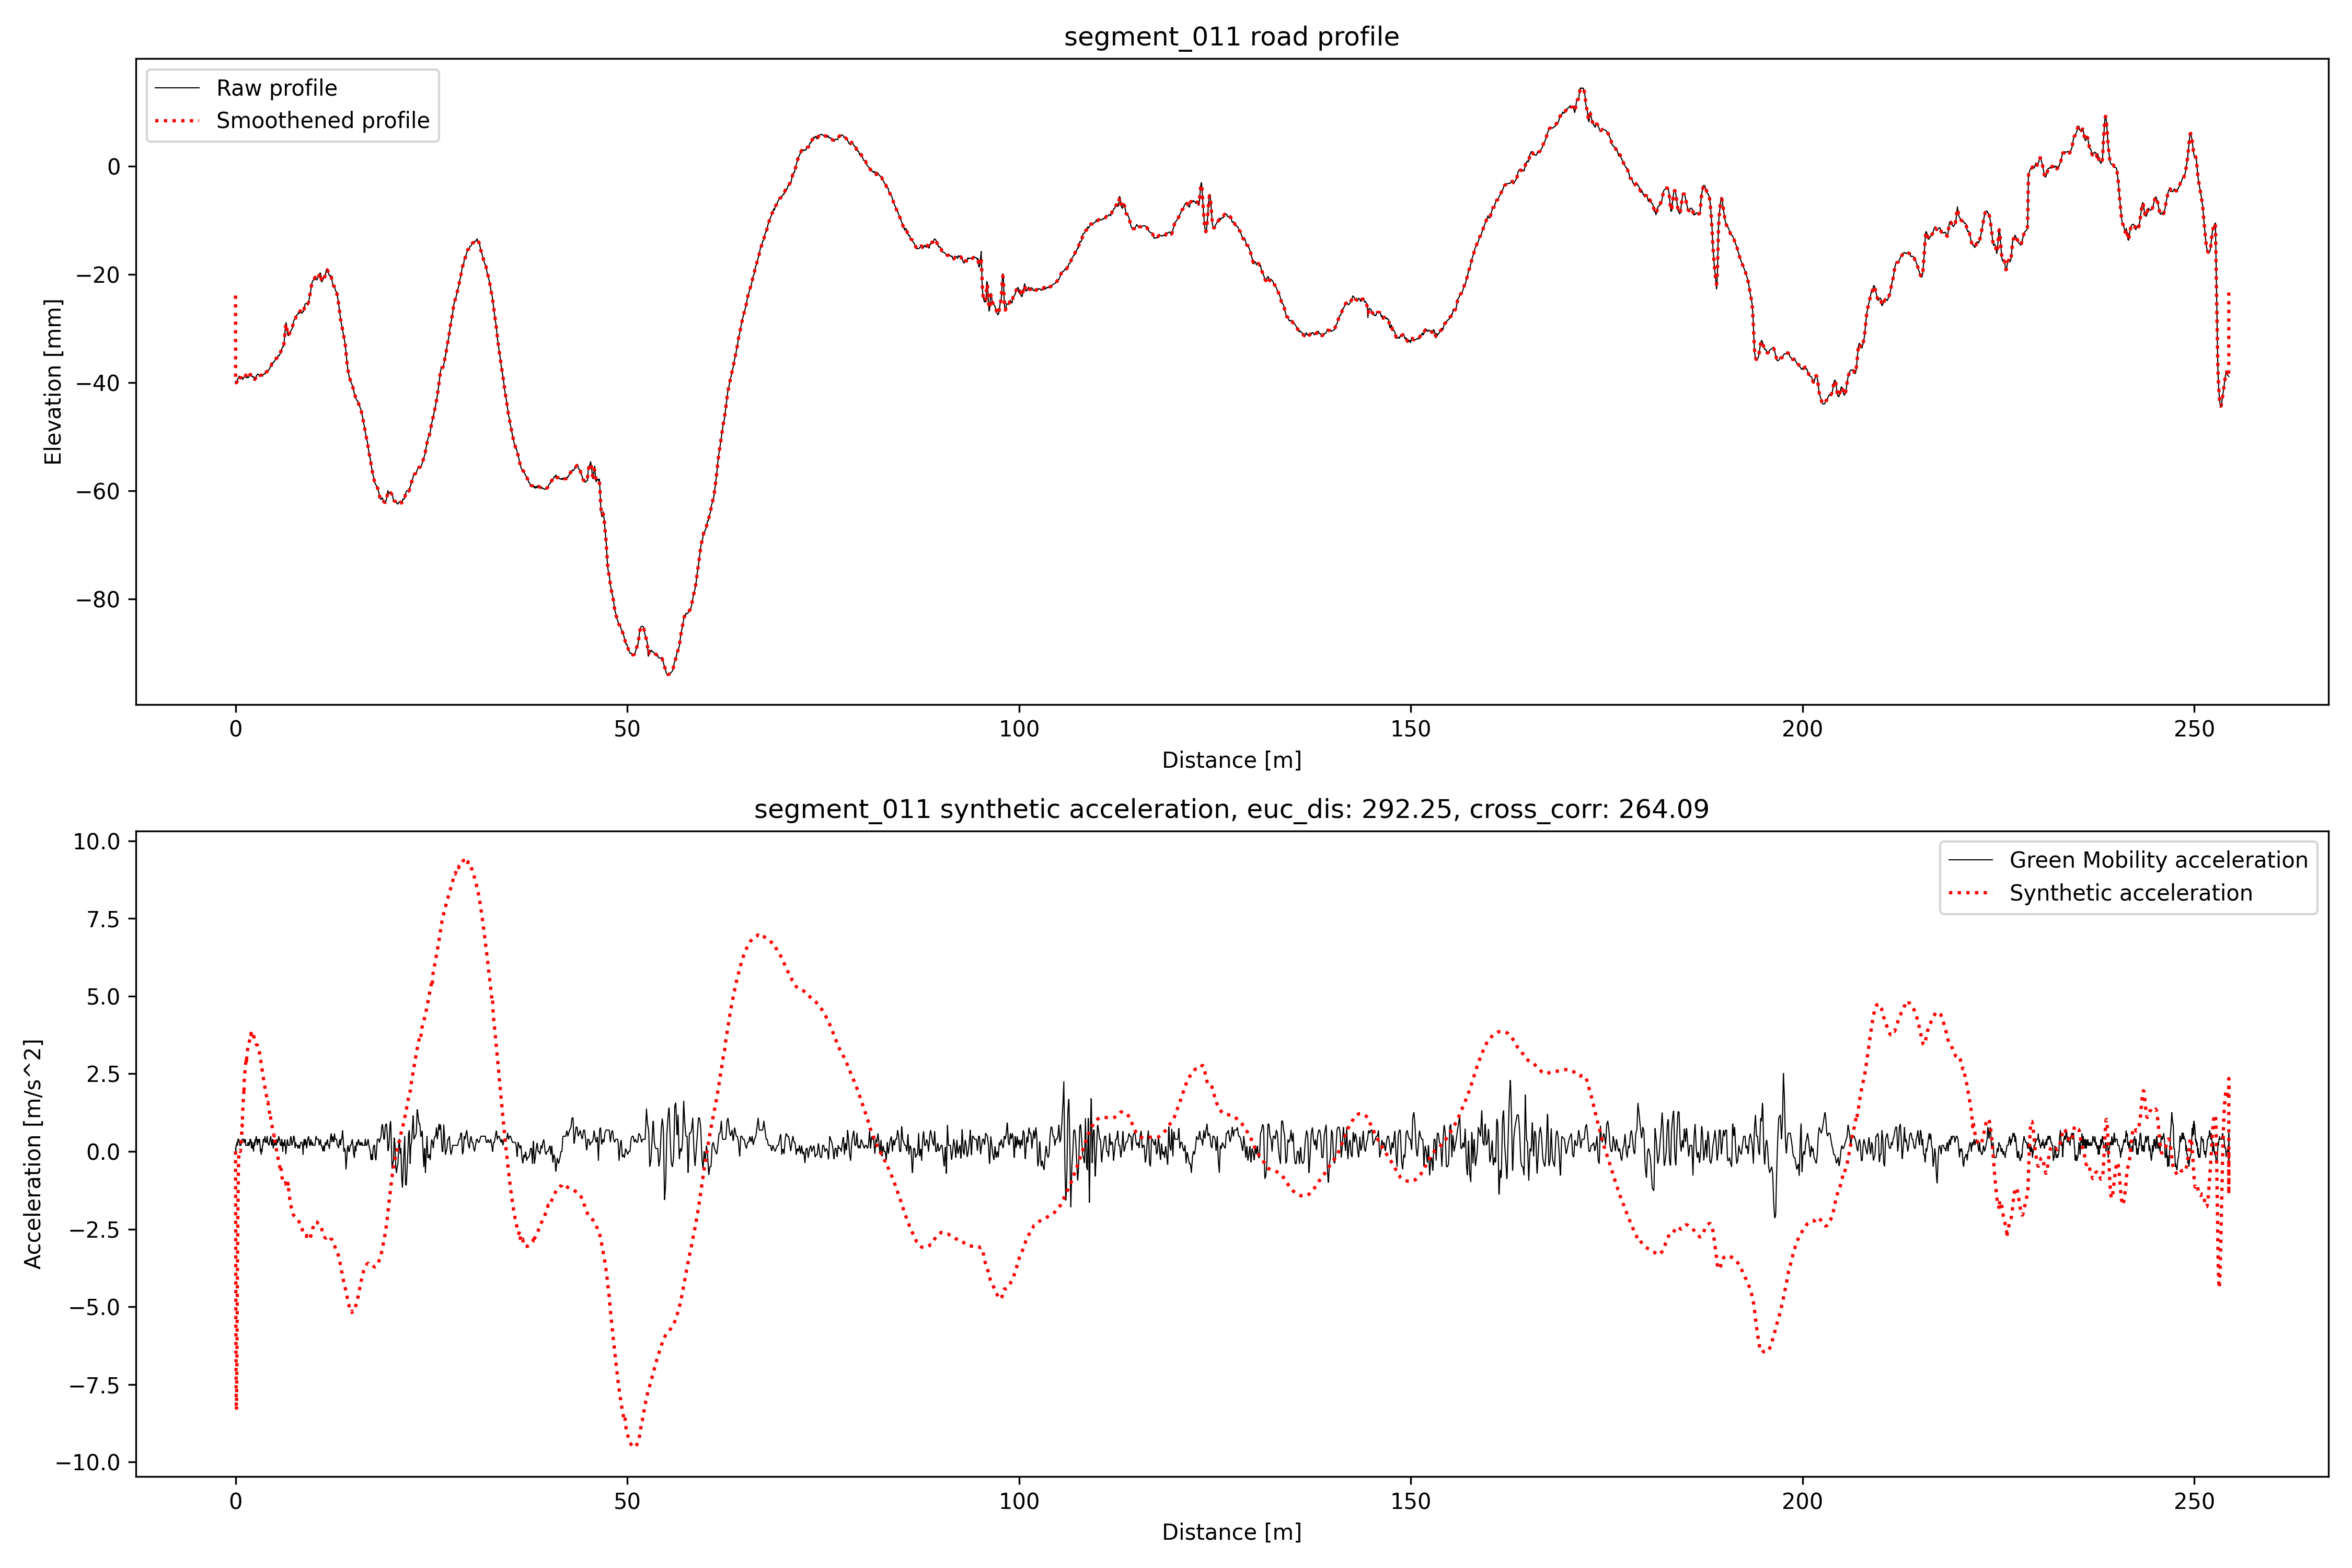 segment_011 road profile
Raw profile
Smoothened profile
0
−20
−40
−60
−80
Elevation [mm]
0 50 100 150 200 250
Distance [m]
segment_011 synthetic acceleration, euc_dis: 292.25, cross_corr: 264.09
Green Mobility acceleration
Synthetic acceleration
10.0
7.5
5.0
2.5
0.0
−2.5
−5.0
−7.5
−10.0
Acceleration [m/s^2]
0 50 100 150 200 250
Distance [m]